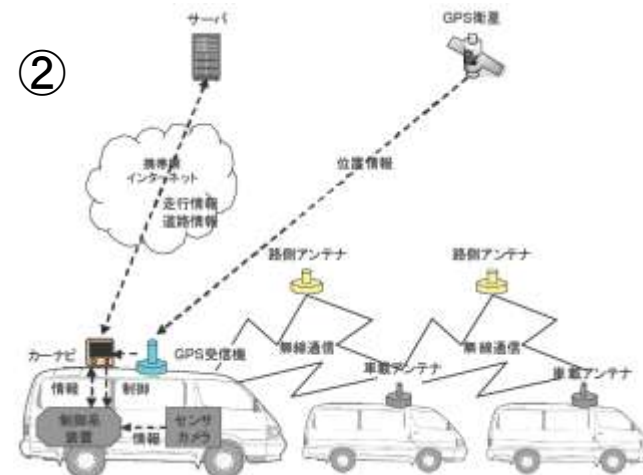 ②
サーバ
GPS衛星
携帯網
インターネット
走行情報
道路情報
位置情報
路側アンテナ
路側アンテナ
カーナビ
GPS受信機
無線通信
無線通信
車載アンテナ
車載アンテナ
情報
制御
制御系
装置
情報
センサ
カメラ